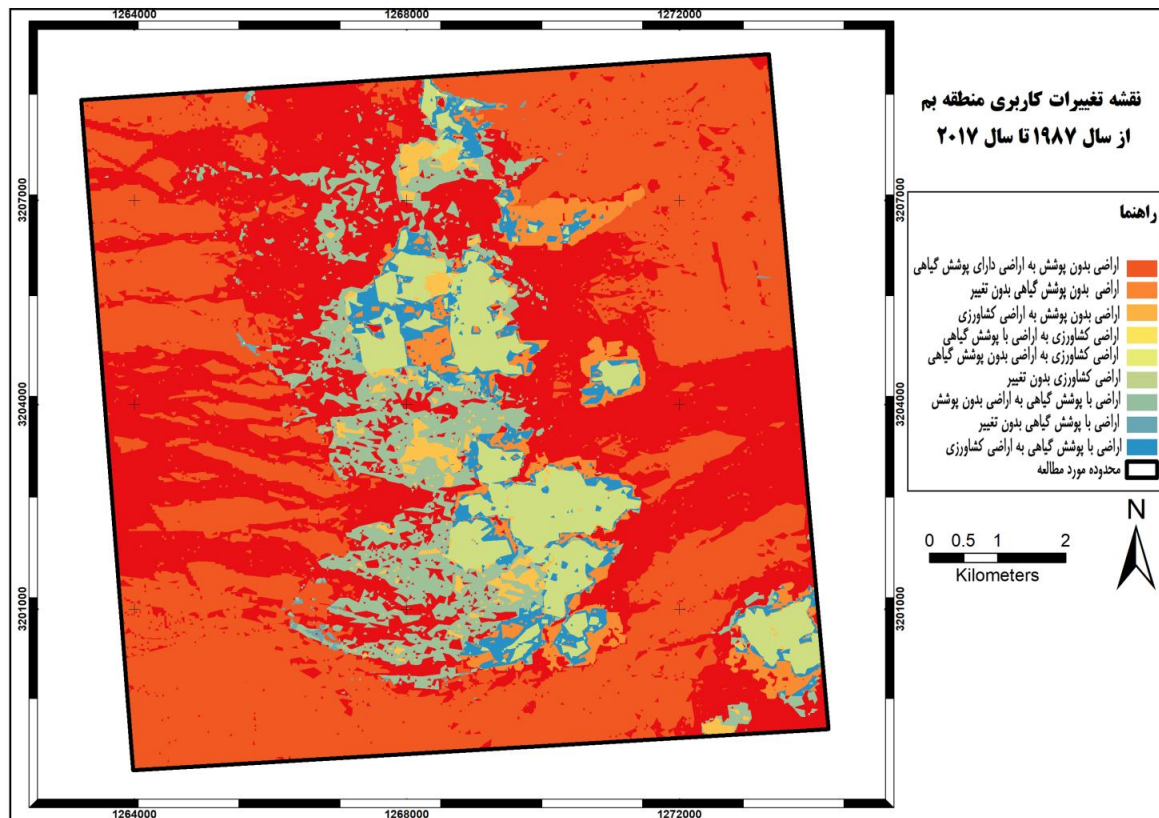 1264000
1268000
1272000
3207000
3204000
3201000
3207000
3204000
3201000
1264000
1268000
1272000
نقشه تغییرات کاربری منطقه بم
از سال ۱۹۸۷ تا سال ۲۰۱۷
راهنما
اراضی بدون پوشش به اراضی دارای پوشش گیاهی
اراضی بدون پوشش گیاهی بدون تغییر
اراضی بدون پوشش به اراضی کشاورزی
اراضی کشاورزی به اراضی با پوشش گیاهی
اراضی کشاورزی به اراضی بدون پوشش گیاهی
اراضی کشاورزی بدون تغییر
اراضی با پوشش گیاهی به اراضی بدون پوشش
اراضی با پوشش گیاهی بدون تغییر
اراضی با پوشش گیاهی به اراضی کشاورزی
محدوده مورد مطالعه
N
0 0.5 1 2
Kilometers